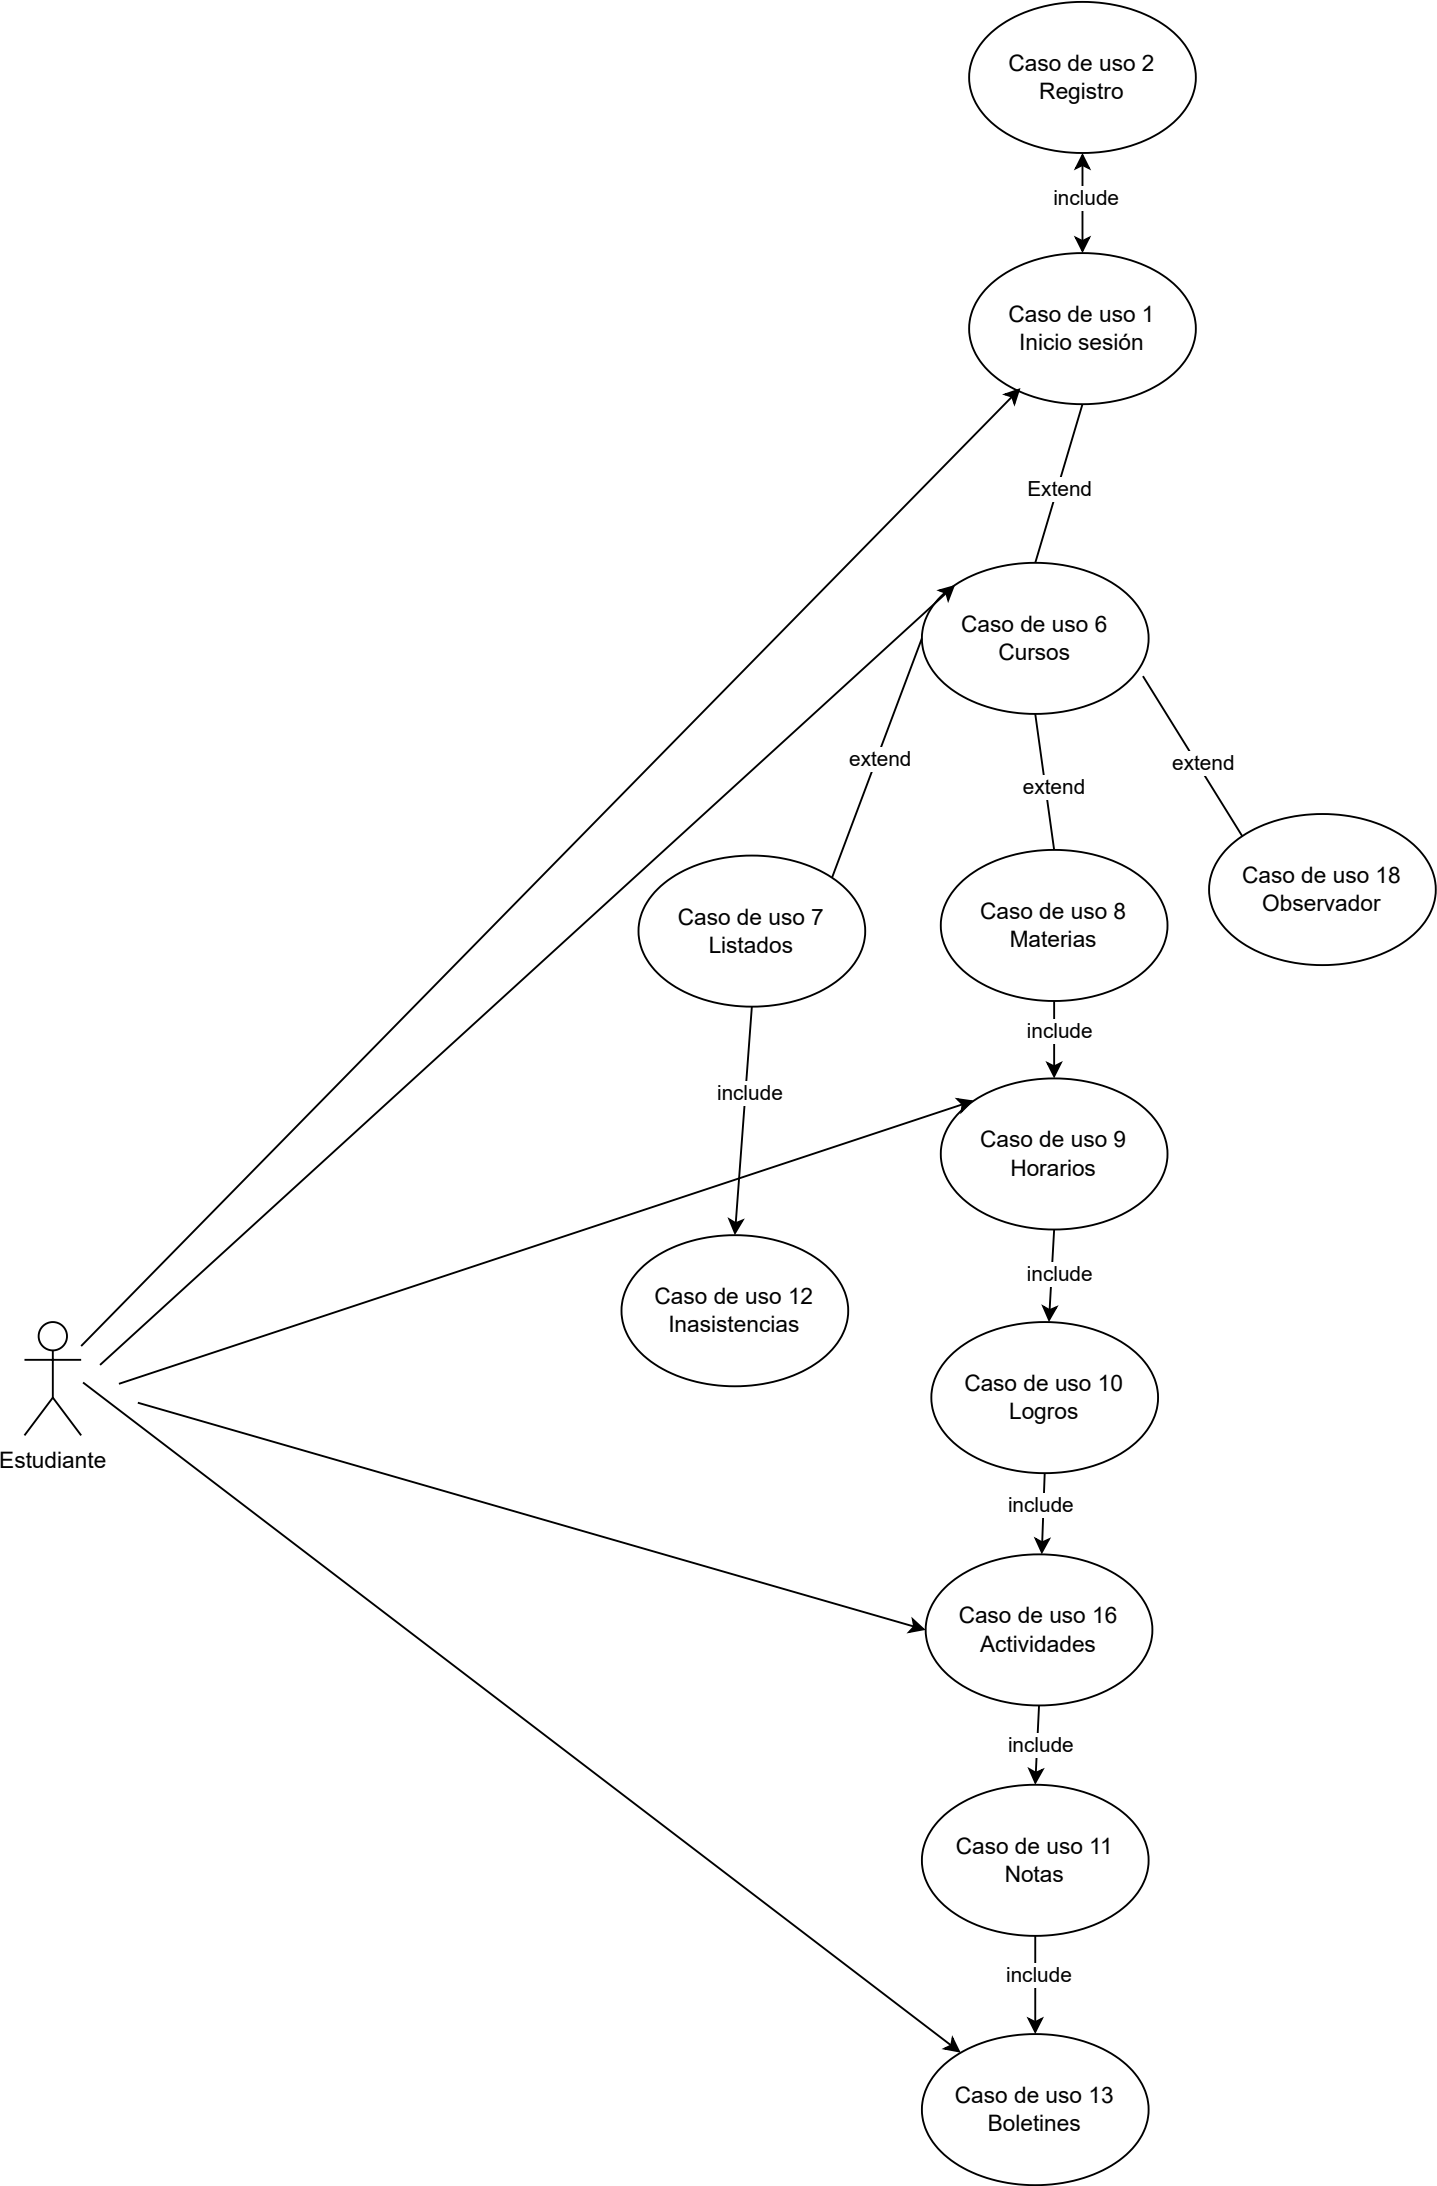 Caso de uso 2
Registro
include
Caso de uso 1
Inicio sesión
Extend
Caso de uso 6
Cursos
extend
extend
extend
Caso de uso 7
Listados
Caso de uso 8
Materias
Caso de uso 18
Observador
include
include
Caso de uso 9
Horarios
include
Caso de uso 12
Inasistencias
Caso de uso 10
Logros
Estudiante
include
Caso de uso 16
Actividades
include
Caso de uso 11
Notas
include
Caso de uso 13
Boletines